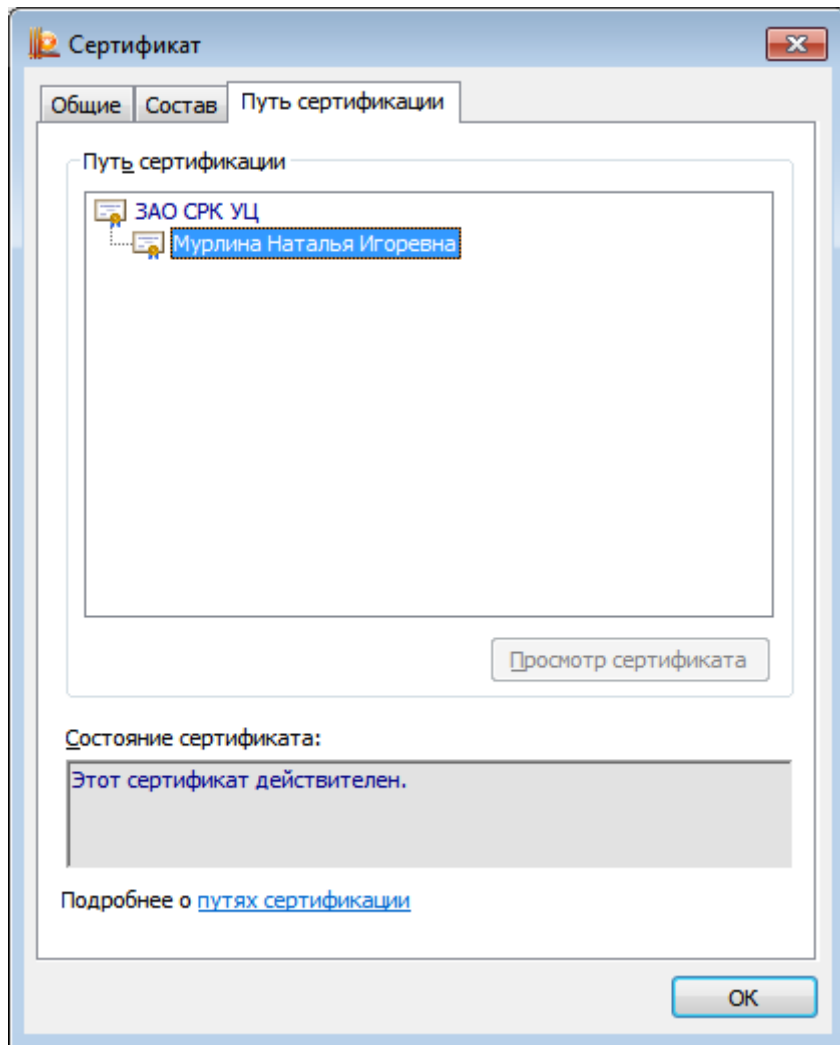 Сертификат
Общие Состав Путь сертификации
Путь сертификации
ЗАО СРК УЦ
Мурлина Наталья Игоревна
Просмотр сертификата
Состояние сертификата:
Этот сертификат действителен.
Подробнее о путях сертификации
ОК